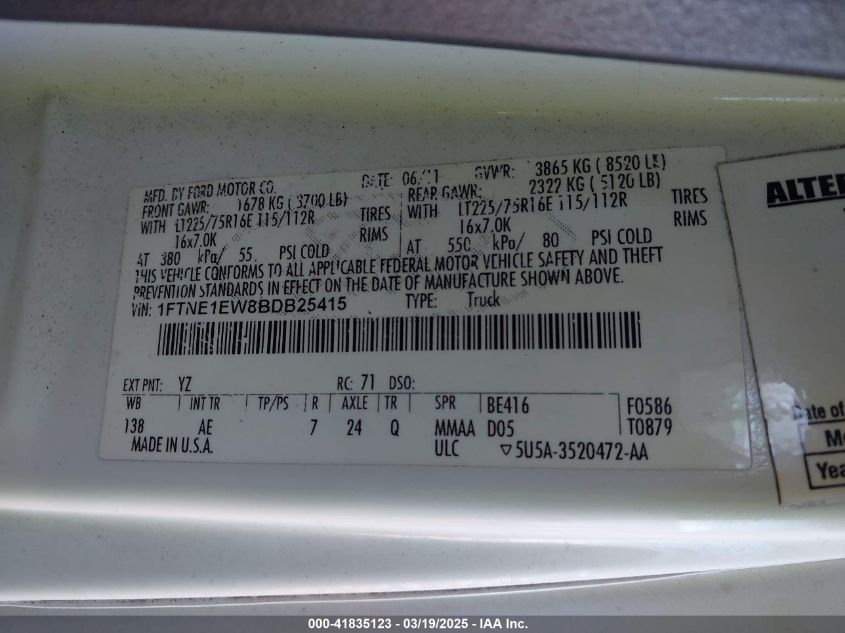 MFD. BY FORD MOTOR CO. DATE: 06/11 GVWR: 3865 KG ( 8520 LB)
FRONT GAWR: 1678 KG ( 3700 LB) REAR GAWR: 2322 KG ( 5120 LB)
WITH LT225/75R16E 115/112R TIRES WITH LT225/75R16E 115/112R TIRES
16x7.0K RIMS 16x7.0K RIMS
AT 380 kPa/ 55 PSI COLD AT 550 kPa/ 80 PSI COLD
THIS VEHICLE CONFORMS TO ALL APPLICABLE FEDERAL MOTOR VEHICLE SAFETY AND THEFT
PREVENTION STANDARDS IN EFFECT ON THE DATE OF MANUFACTURE SHOWN ABOVE.
VIN: 1FTNE1EW8BDB25415 TYPE: Truck
EXT PNT: YZ RC: 71 DSO:
WB INT TR TP/PS R AXLE TR SPR BE416 F0586
138 AE 7 24 Q MMAA D05 T0879
MADE IN U.S.A. ULC ▽5U5A-3520472-AA
ALTER
Date of
Yea
000-41835123 - 03/19/2025 - IAA Inc.